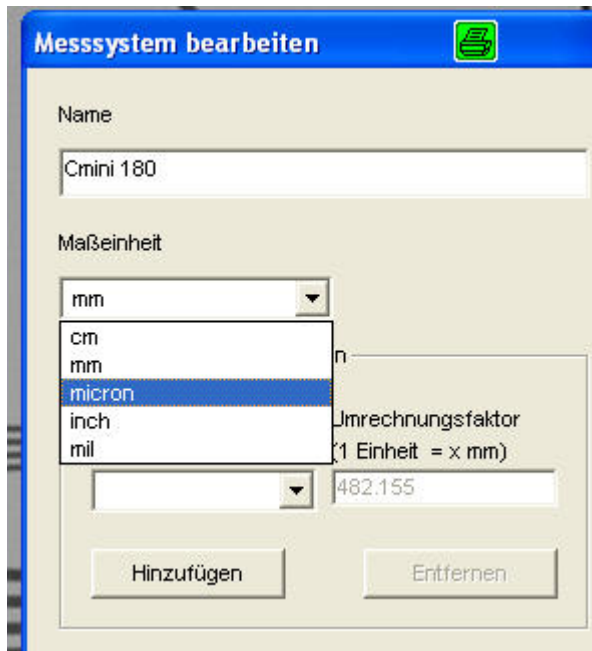 Messsystem bearbeiten
Name
Cmini 180
Maßeinheit
mm
cm
mm
micron
inch
mil
n
Umrechnungsfaktor
(1 Einheit = x mm)
482.155
Hinzufügen
Entfernen